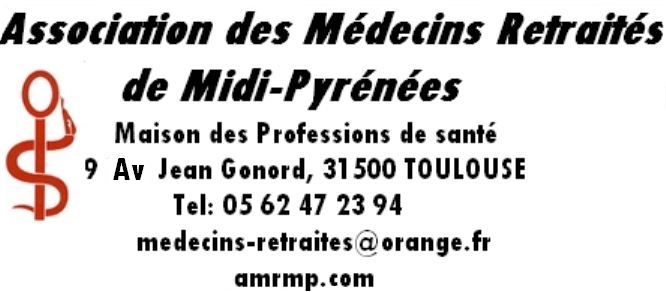 Association des Médecins Retraités
de Midi-Pyrénées
Maison des Professions de santé
9 Av Jean Gonord, 31500 TOULOUSE
Tel: 05 62 47 23 94
medecins-retraites@orange.fr
amrmp.com